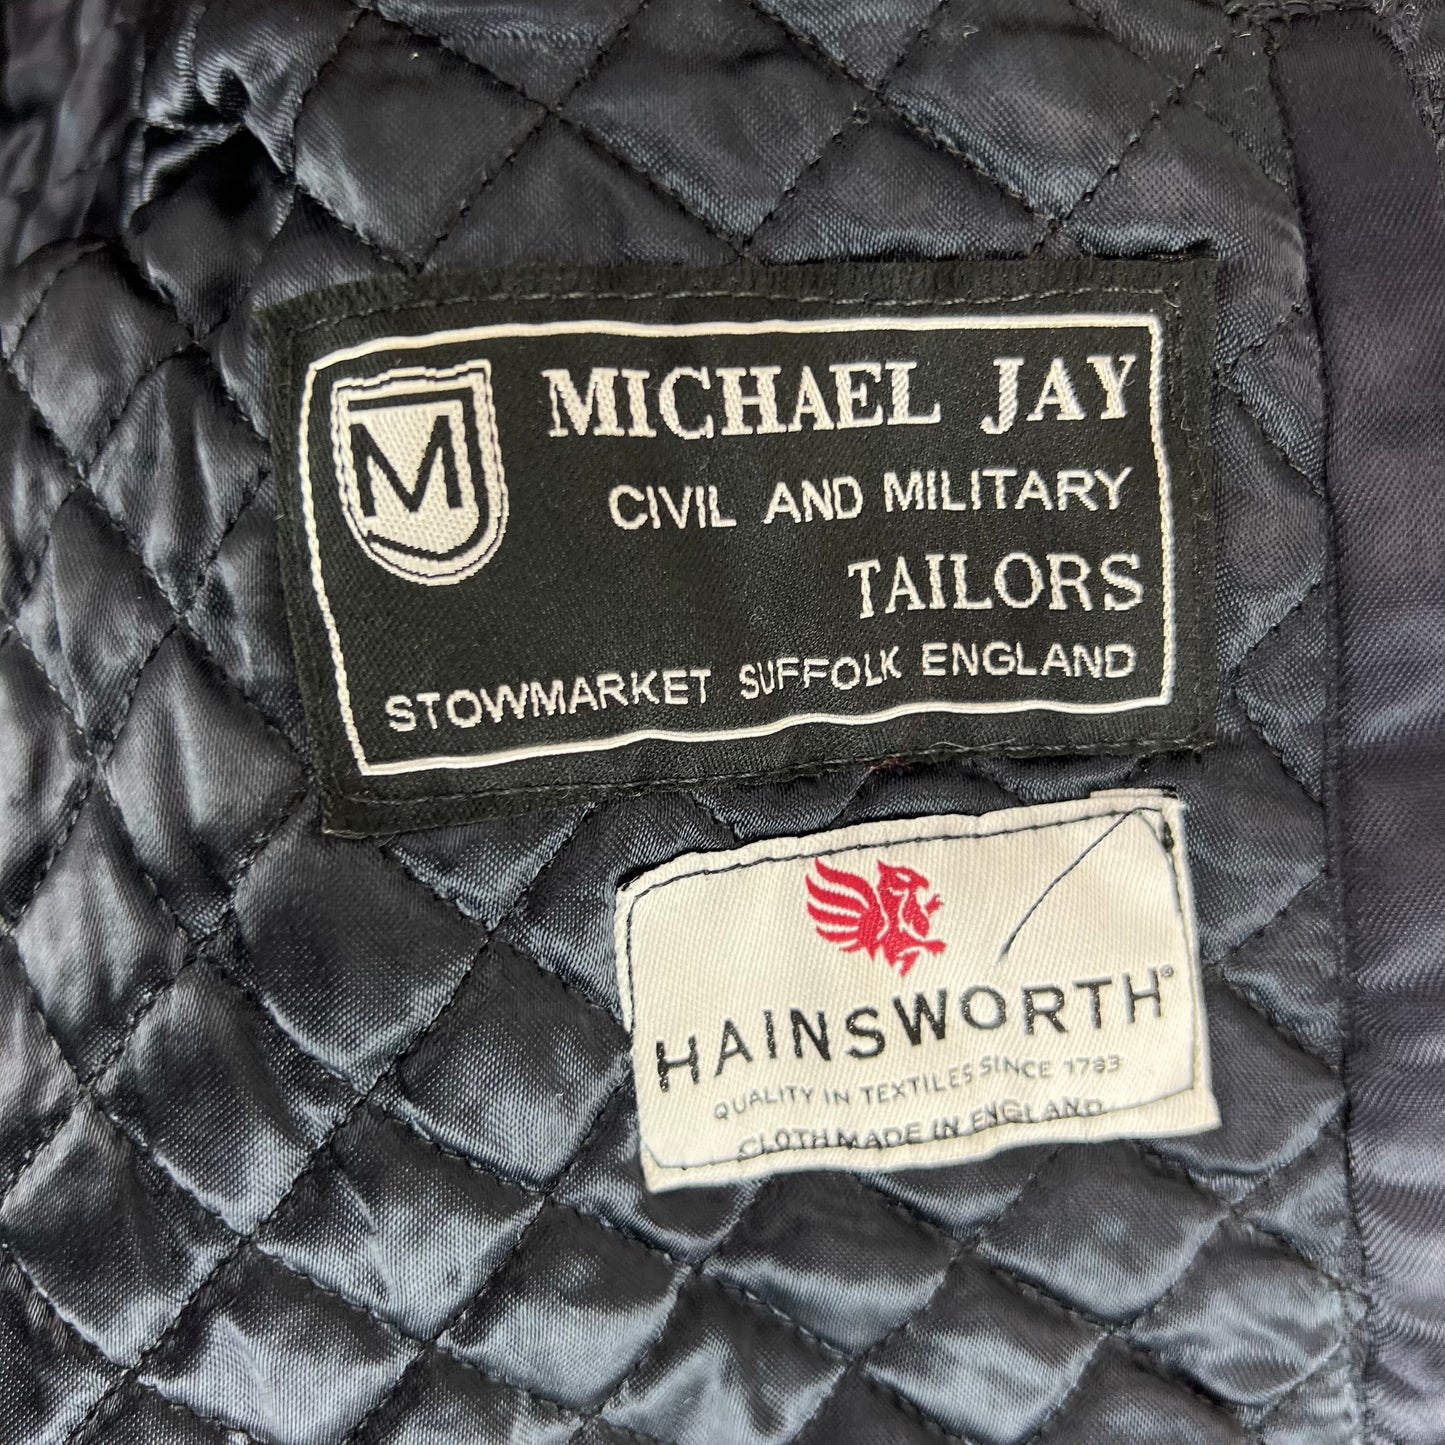 MJ
MICHAEL JAY
CIVIL AND MILITARY
TAILORS
STOWMARKET SUFFOLK ENGLAND
HAINSWORTH®
QUALITY IN TEXTILES SINCE 1783
CLOTH MADE IN ENGLAND